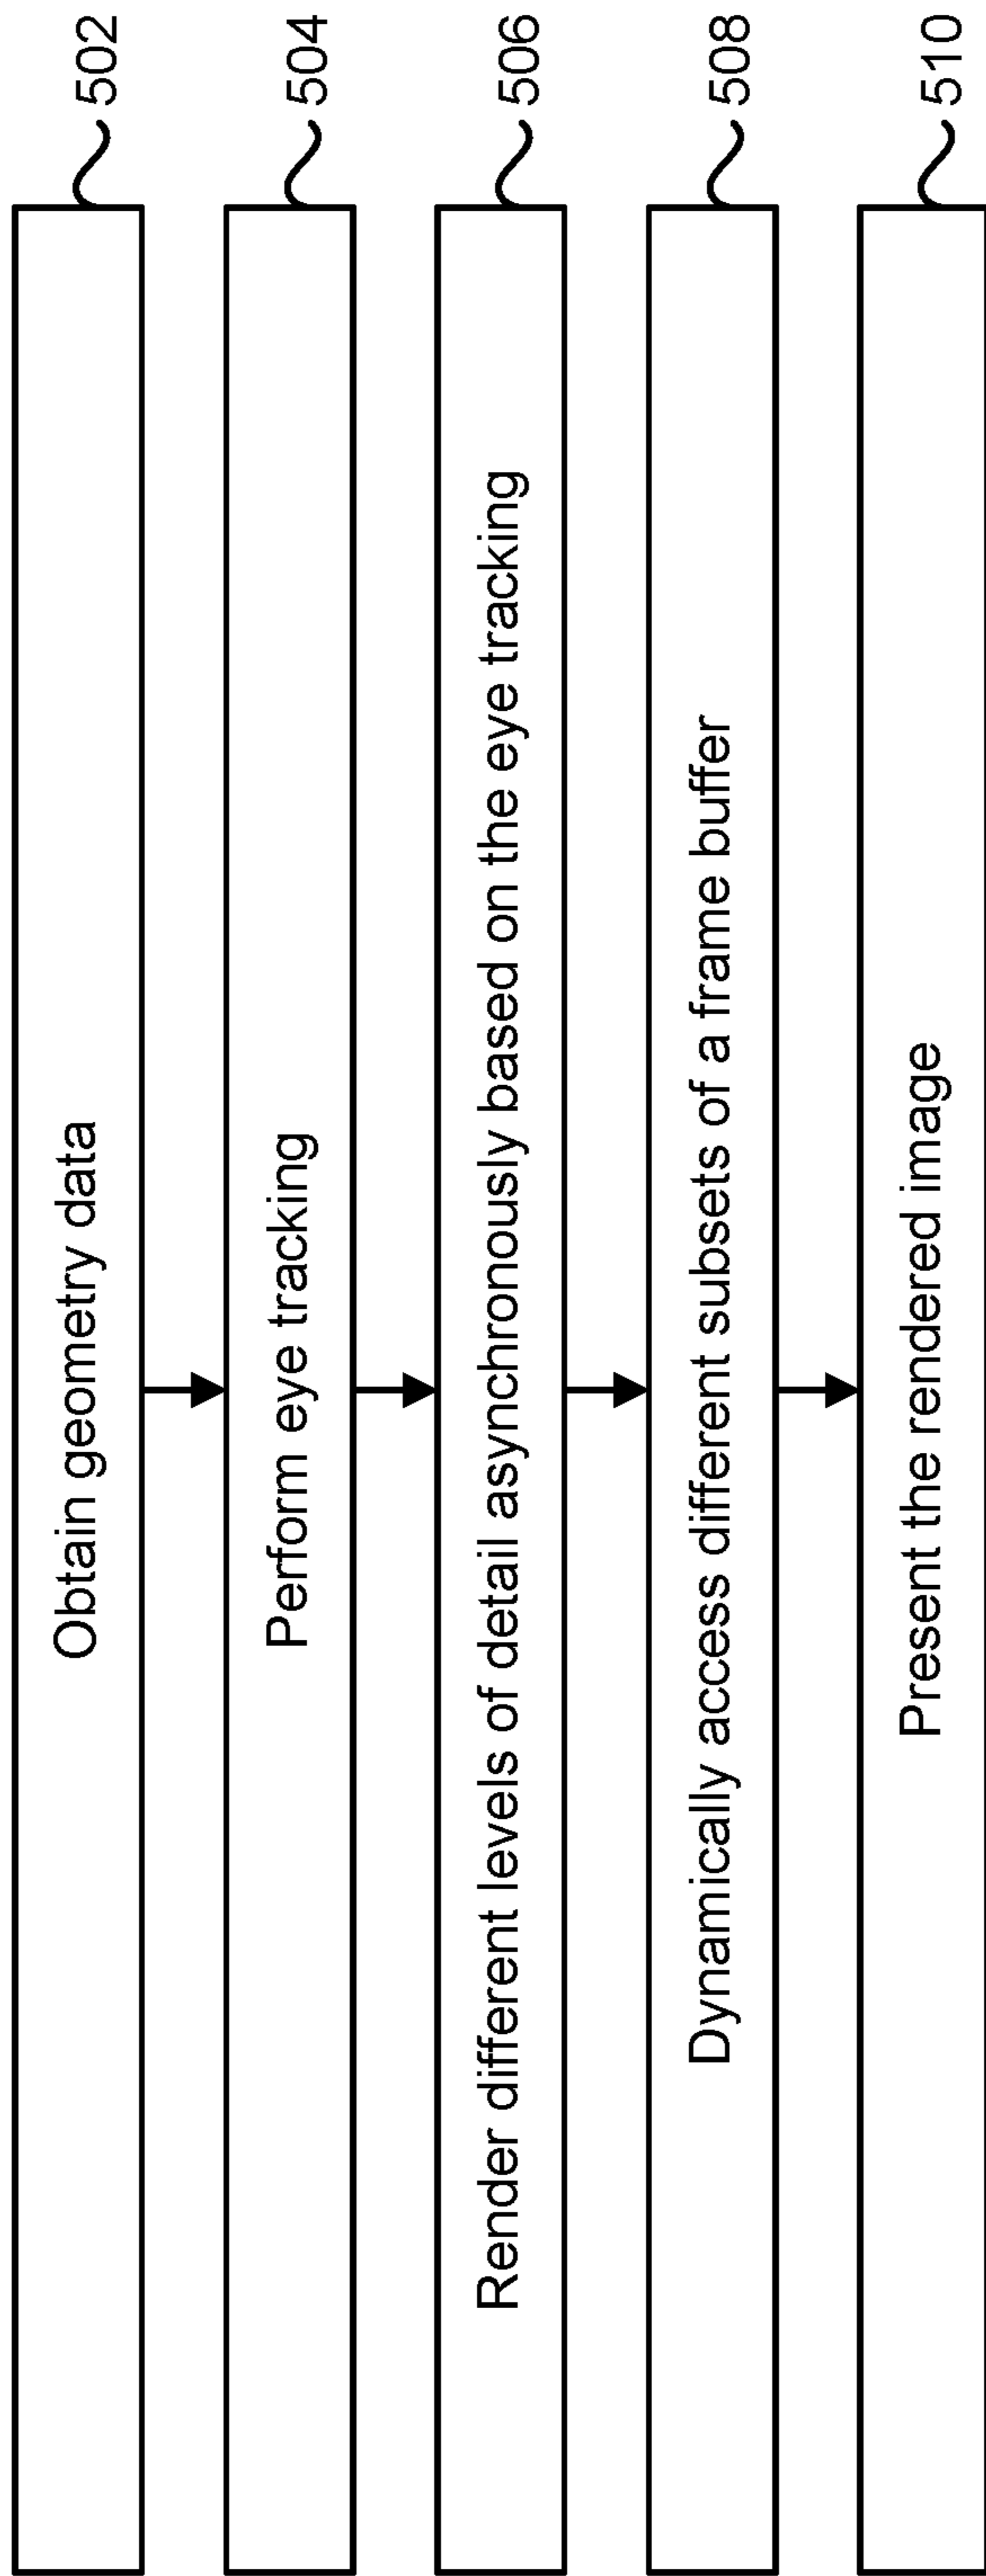 Obtain geometry data
502
Perform eye tracking
504
Render different levels of detail asynchronously based on the eye tracking
506
Dynamically access different subsets of a frame buffer
508
Present the rendered image
510